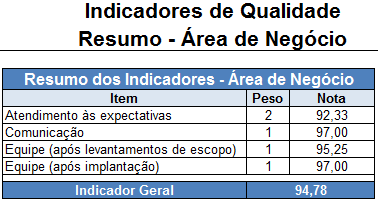 Indicadores de Qualidade
Resumo - Área de Negócio
Resumo dos Indicadores - Área de Negócio
Item Peso Nota
Atendimento às expectativas 2 92,33
Comunicação 1 97,00
Equipe (após levantamentos de escopo) 1 95,25
Equipe (após implantação) 1 97,00
Indicador Geral 94,78